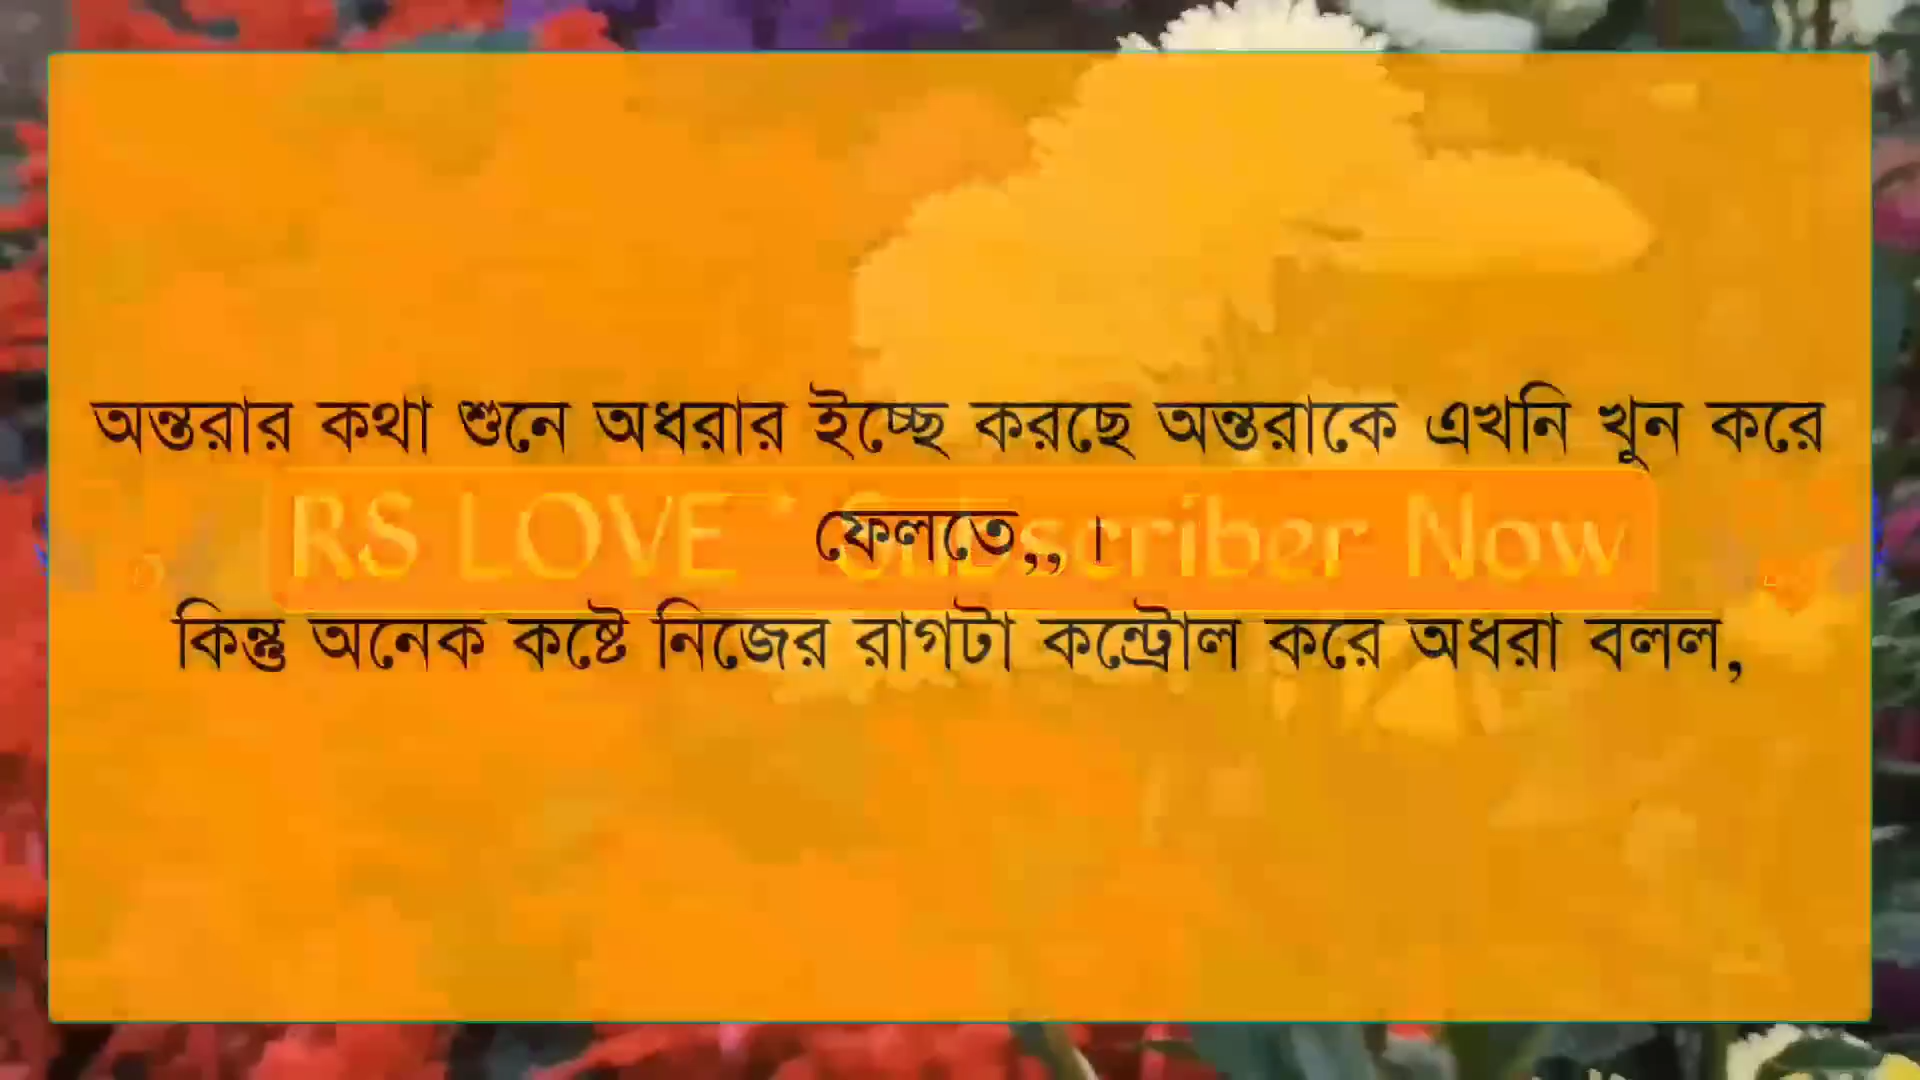 অন্তরার কথা শুনে অধরার ইচ্ছে করছে অন্তরাকে এখনি খুন করে
ফেলতে,,।
RS LOVE * Subscriber Now
কিন্তু অনেক কষ্টে নিজের রাগটা কন্ট্রোল করে অধরা বলল,